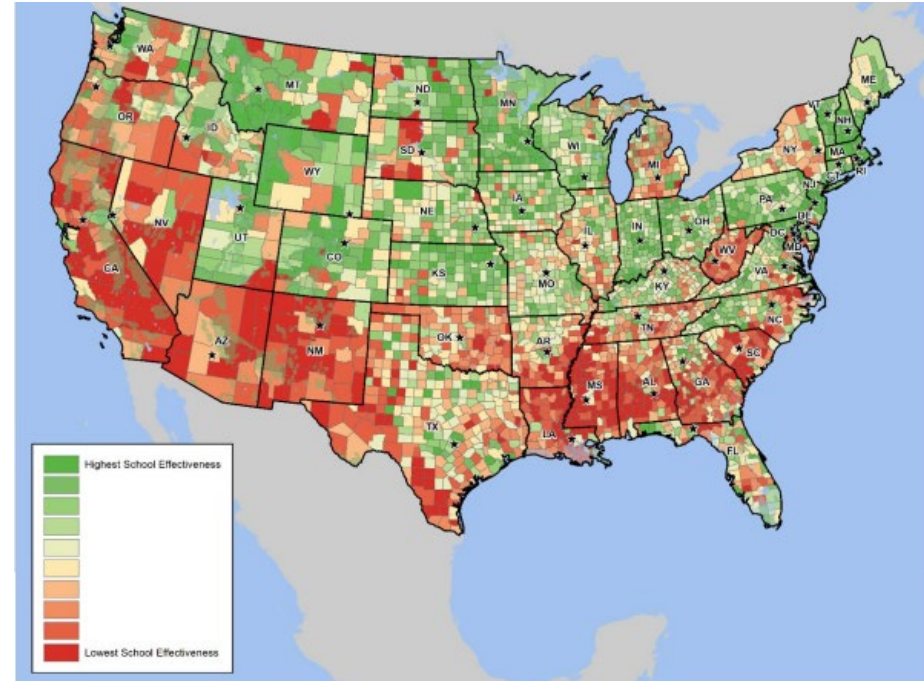 WA
MT
ND
MN
ME
VT
NH
OR
ID
WI
SD
MI
NY
MA
CT
RI
WY
IA
NE
PA
NJ
NV
UT
IL
IN
OH
DE
DC
MD
CO
WV
CA
KS
MO
KY
VA
NC
TN
OK
AZ
NM
AR
SC
MS
AL
GA
TX
LA
FL
Highest School Effectiveness
Lowest School Effectiveness